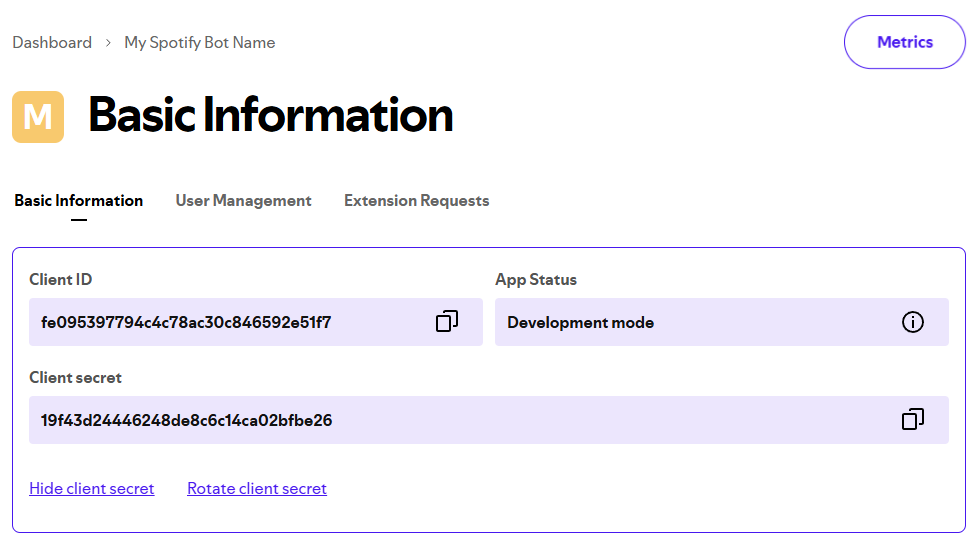 Dashboard > My Spotify Bot Name
Metrics
M
Basic Information
Basic Information User Management Extension Requests
Client ID
fe095397794c4c78ac30c846592e51f7
App Status
Development mode
Client secret
19f43d24446248de8c6c14ca02bfbe26
Hide client secret Rotate client secret